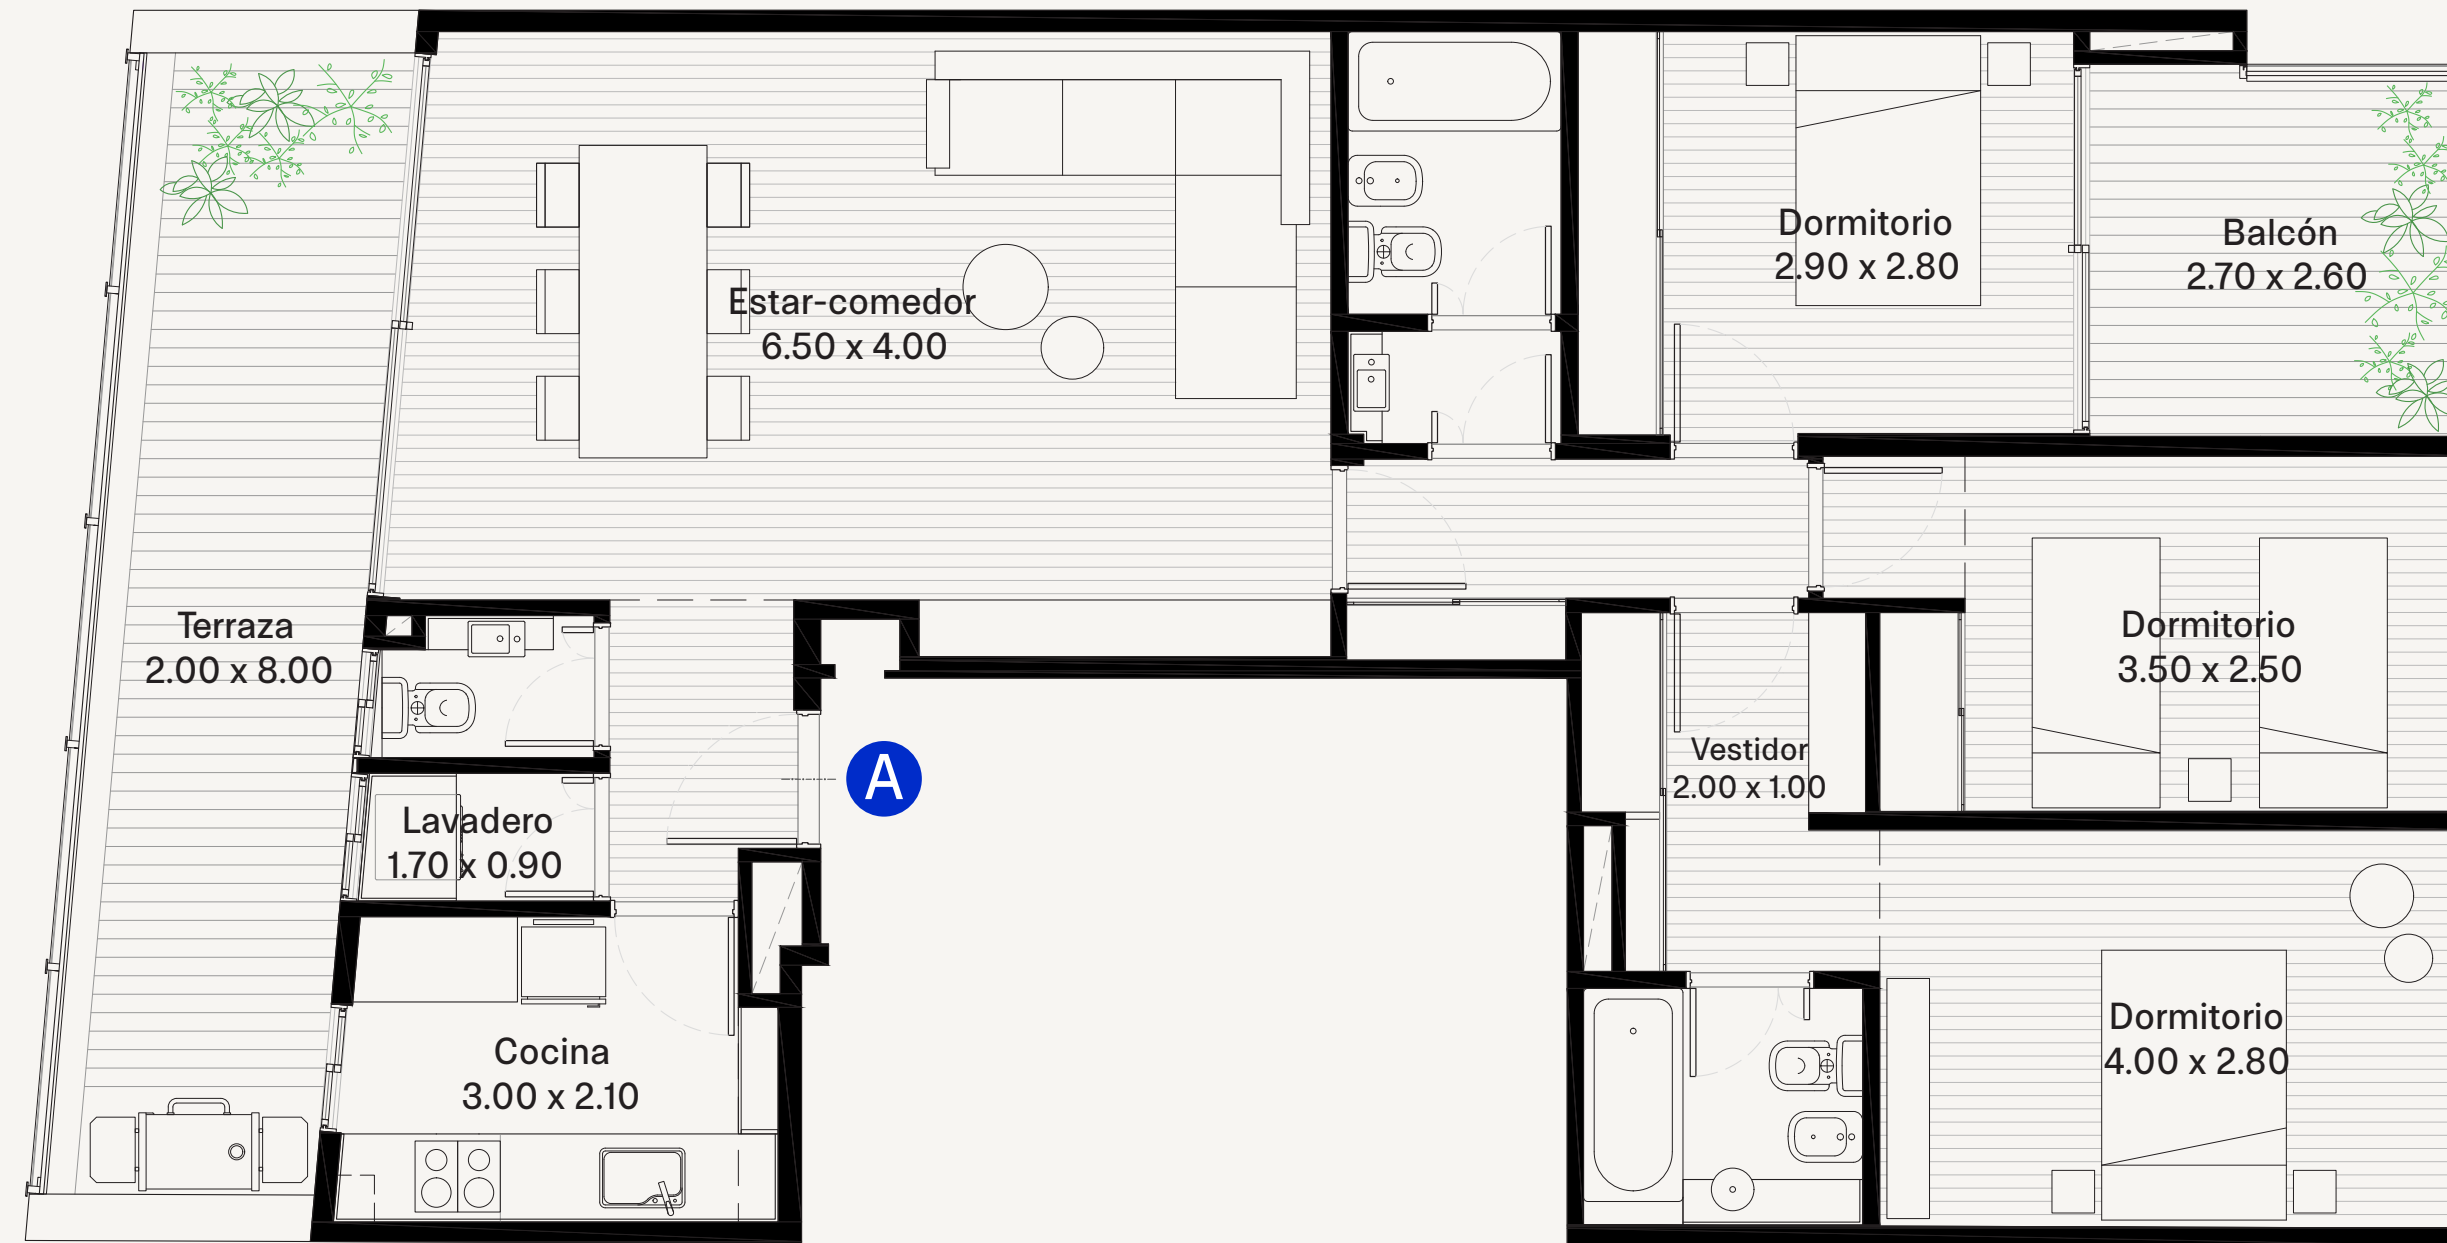 Dormitorio
2.90 x 2.80
Balcón
2.70 x 2.60
Estar-comedor
6.50 x 4.00
Terraza
2.00 x 8.00
Dormitorio
3.50 x 2.50
Vestidor
2.00 x 1.00
A
Lavadero
1.70 x 0.90
Cocina
3.00 x 2.10
Dormitorio
4.00 x 2.80